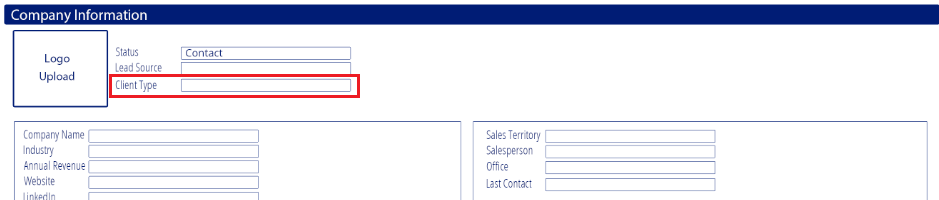 Company Information
Logo
Upload
Status Contact
Lead Source
Client Type
Company Name
Industry
Annual Revenue
Website
LinkedIn
Sales Territory
Salesperson
Office
Last Contact